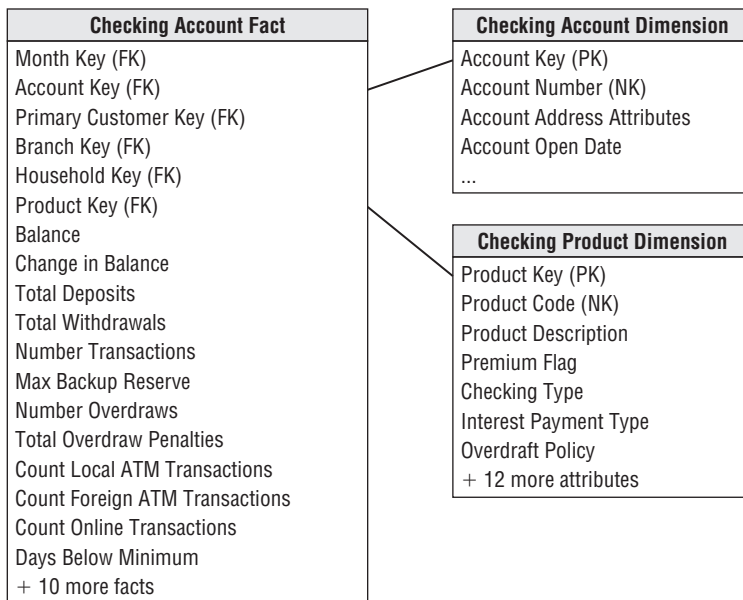 Checking Account Fact
Month Key (FK)
Account Key (FK)
Primary Customer Key (FK)
Branch Key (FK)
Household Key (FK)
Product Key (FK)
Balance
Change in Balance
Total Deposits
Total Withdrawals
Number Transactions
Max Backup Reserve
Number Overdraws
Total Overdraw Penalties
Count Local ATM Transactions
Count Foreign ATM Transactions
Count Online Transactions
Days Below Minimum
+ 10 more facts
Checking Account Dimension
Account Key (PK)
Account Number (NK)
Account Address Attributes
Account Open Date
...
Checking Product Dimension
Product Key (PK)
Product Code (NK)
Product Description
Premium Flag
Checking Type
Interest Payment Type
Overdraft Policy
+ 12 more attributes